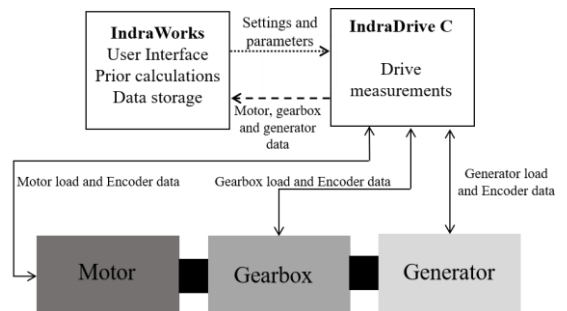 IndraWorks
User Interface
Prior calculations
Data storage
Settings and
parameters
IndraDrive C
Drive
measurements
Motor, gearbox
and generator
data
Motor load and Encoder data
Gearbox load and Encoder data
Generator load
and Encoder data
Motor
Gearbox
Generator